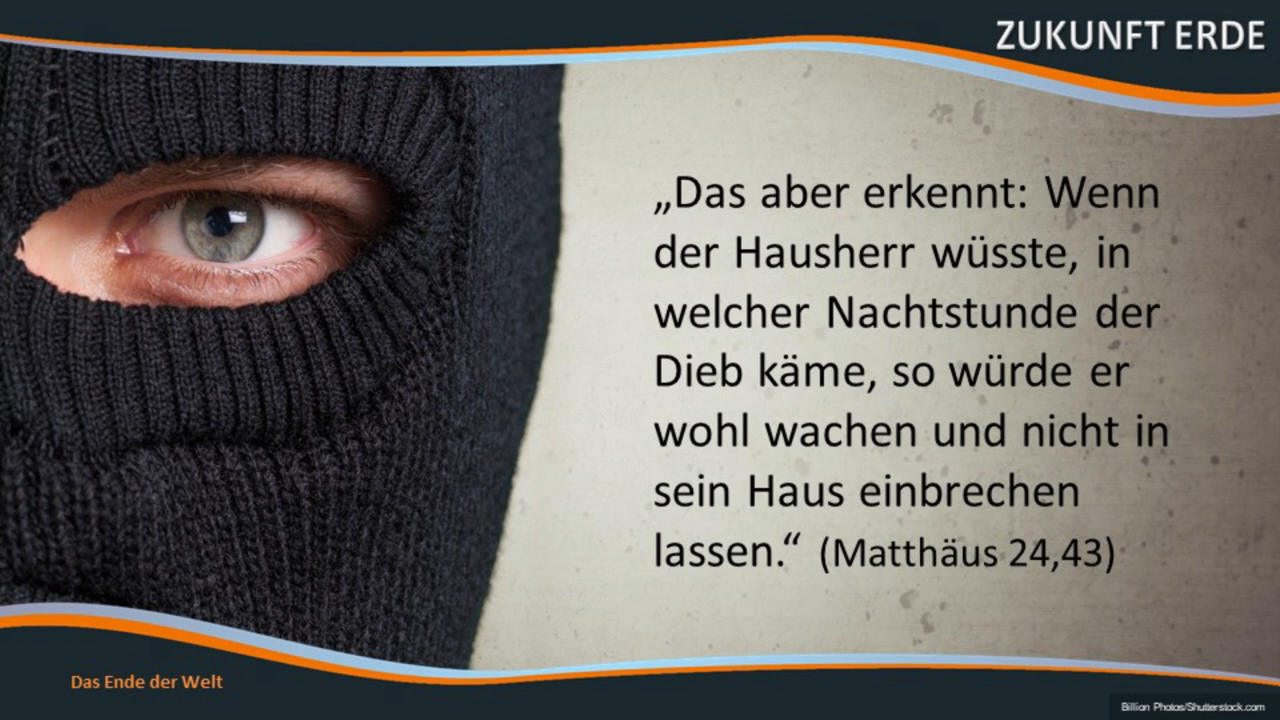 ZUKUNFT ERDE
„Das aber erkennt: Wenn
der Hausherr wüsste, in
welcher Nachtstunde der
Dieb käme, so würde er
wohl wachen und nicht in
sein Haus einbrechen
lassen.“ (Matthäus 24,43)
Das Ende der Welt
Billion Photos/Shutterstock.com